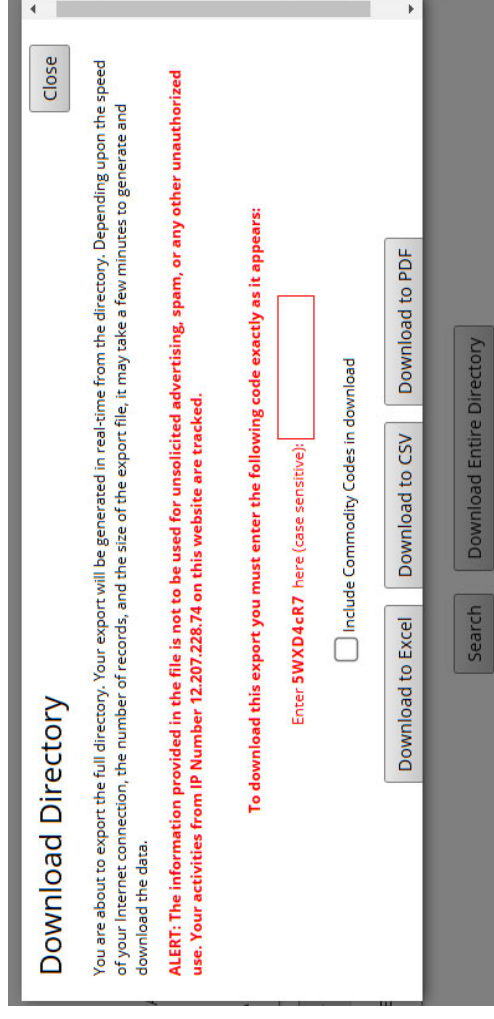 Close
Download Directory
You are about to export the full directory. Your export will be generated in real-time from the directory. Depending upon the speed
of your Internet connection, the number of records, and the size of the export file, it may take a few minutes to generate and
download the data.
ALERT: The information provided in the file is not to be used for unsolicited advertising, spam, or any other unauthorized
use. Your activities from IP Number 12.207.228.74 on this website are tracked.
To download this export you must enter the following code exactly as it appears:
Enter 5WXD4cR7 here (case sensitive):
Include Commodity Codes in download
Download to Excel Download to CSV Download to PDF
Search Download Entire Directory